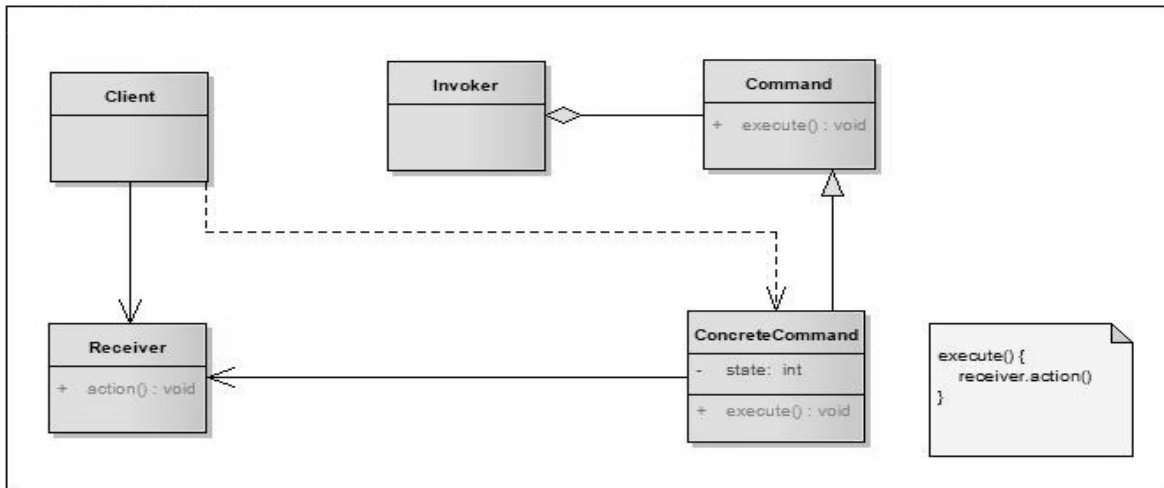 Client
Invoker
Command
+ execute() : void
Receiver
+ action() : void
ConcreteCommand
- state: int
+ execute() : void
execute() {
receiver.action()
}